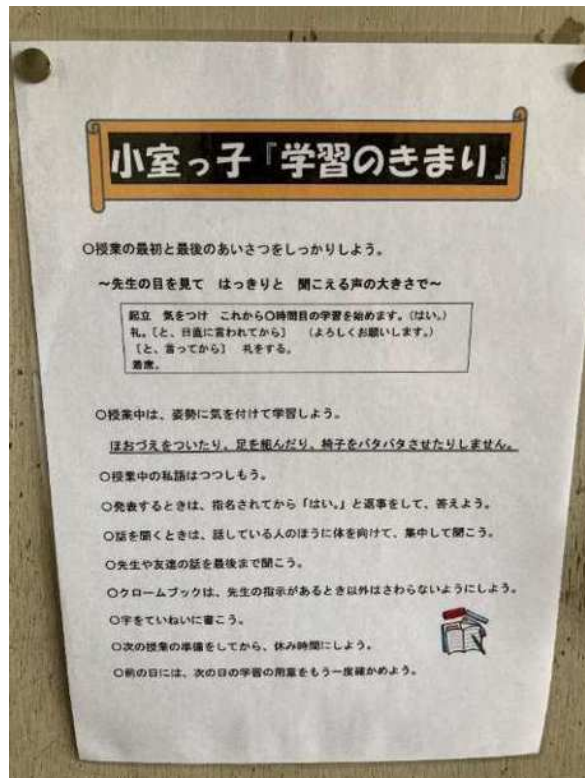 小室っ子『学習のきまり』
○授業の最初と最後のあいさつをしっかりしよう。
～先生の目を見て はっきりと 聞こえる声の大きさで～
起立 気をつけ これから○時間目の学習を始めます。(はい。)
礼。[と、日直に言われてから] (よろしくお願いします。)
[と、言ってから] 礼をする。
着席。
○授業中は、姿勢に気を付けて学習しよう。
ほおづえをついたり、足を組んだり、椅子をバタバタさせたりしません。
○授業中の私語はつつしもう。
○発表するときは、指名されてから「はい。」と返事をして、答えよう。
○話を聞くときは、話している人のほうに体を向けて、集中して聞こう。
○先生や友達の話を最後まで聞こう。
○クロームブックは、先生の指示があるとき以外はさわらないようにしよう。
○字をていねいに書こう。
○次の授業の準備をしてから、休み時間にしよう。
○前の日には、次の日の学習の用意をもう一度確かめよう。